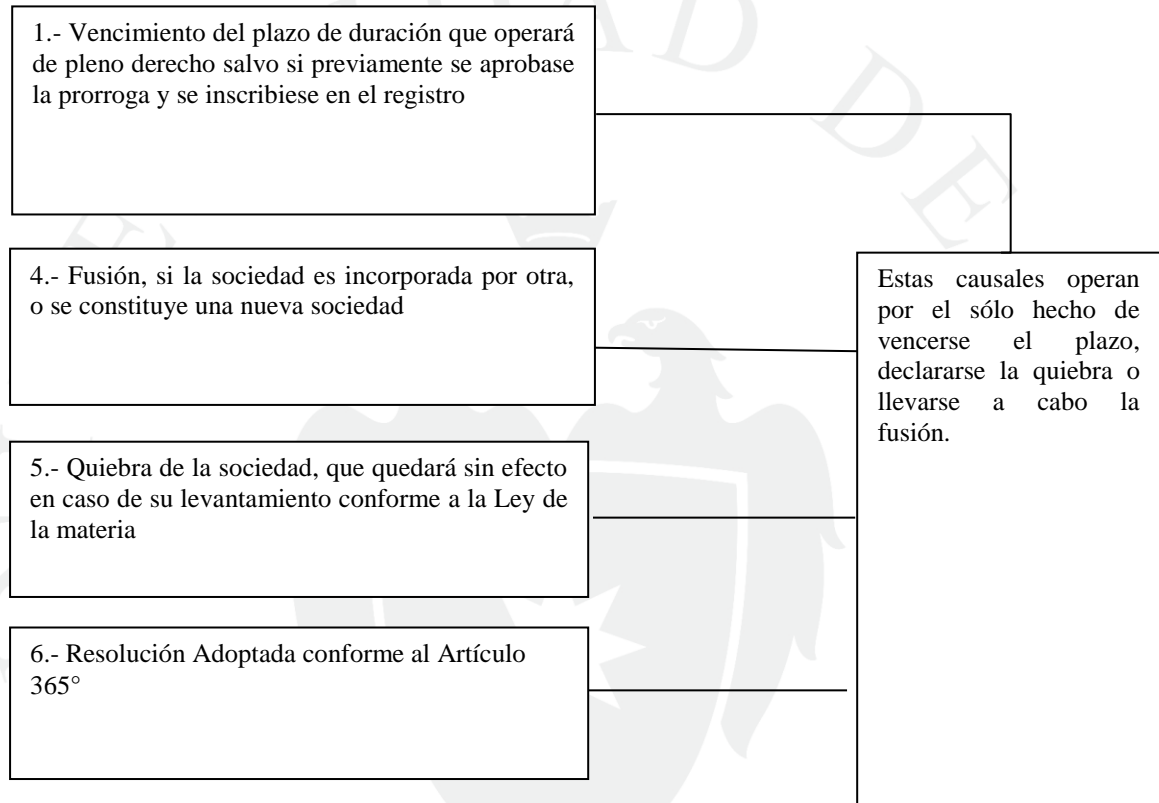 1.- Vencimiento del plazo de duración que operará
de pleno derecho salvo si previamente se aprobase
la prorroga y se inscribiese en el registro
4.- Fusión, si la sociedad es incorporada por otra,
o se constituye una nueva sociedad
Estas causales operan
por el sólo hecho de
vencerse el plazo,
declararse la quiebra o
llevarse a cabo la
fusión.
5.- Quiebra de la sociedad, que quedará sin efecto
en caso de su levantamiento conforme a la Ley de
la materia
6.- Resolución Adoptada conforme al Artículo
365°